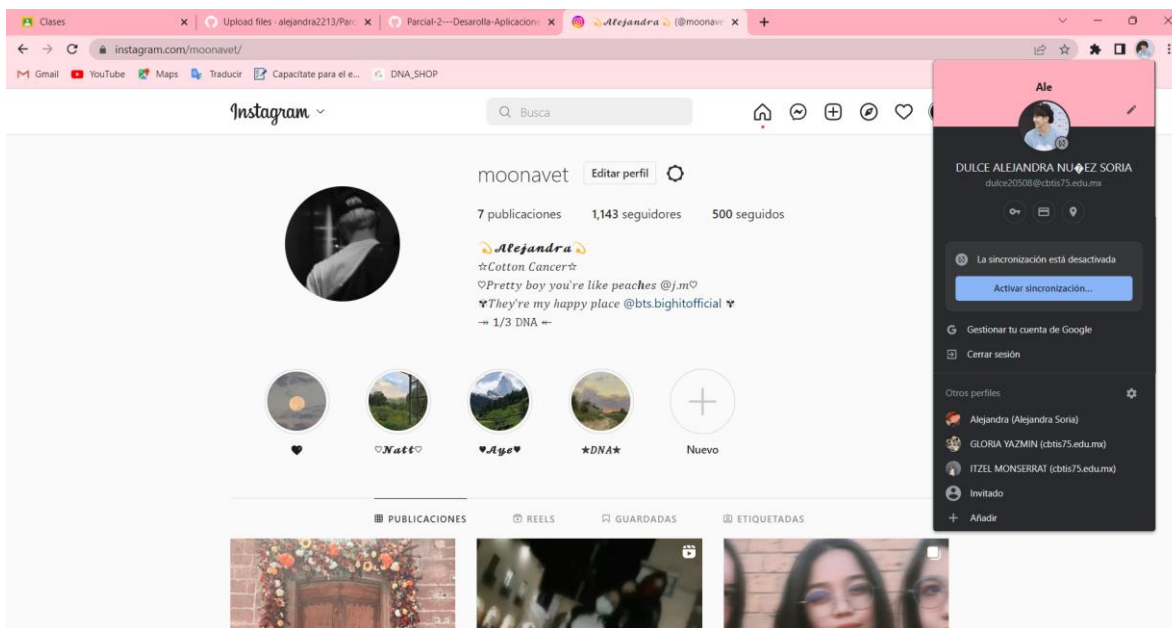 Clases
Upload files · alejandra2213/Parc
Parcial-2---Desarolla-Aplicacione
💫𝓐𝓵𝓮𝓳𝓪𝓷𝓭𝓻𝓪💫 (@moonave
instagram.com/moonavet/
Gmail YouTube Maps Traducir Capacítate para el e... DNA_SHOP
Instagram
Busca
moonavet Editar perfil
7 publicaciones 1,143 seguidores 500 seguidos
💫𝓐𝓵𝓮𝓳𝓪𝓷𝓭𝓻𝓪💫
☆𝐶𝑜𝑡𝑡𝑜𝑛 𝐶𝑎𝑛𝑐𝑒𝑟☆
♡𝑃𝑟𝑒𝑡𝑡𝑦 𝑏𝑜𝑦 𝑦𝑜𝑢'𝑟𝑒 𝑙𝑖𝑘𝑒 𝑝𝑒𝑎𝑐𝐡𝑒𝑠 @𝑗.𝑚♡
✾𝑇ℎ𝑒𝑦'𝑟𝑒 𝑚𝑦 ℎ𝑎𝑝𝑝𝑦 𝑝𝑙𝑎𝑐𝑒 @bts.bighitofficial ✾
↠ 1/3 DNA ↞
♥
♡𝓝𝓪𝓽𝓽♡
♥𝓐𝔂𝓮♥
★𝐷𝑁𝐴★
Nuevo
PUBLICACIONES REELS GUARDADAS ETIQUETADAS
Ale
DULCE ALEJANDRA NU�EZ SORIA
dulce20508@cbtis75.edu.mx
La sincronización está desactivada
Activar sincronización...
Gestionar tu cuenta de Google
Cerrar sesión
Otros perfiles
Alejandra (Alejandra Soria)
GLORIA YAZMIN (cbtis75.edu.mx)
ITZEL MONSERRAT (cbtis75.edu.mx)
Invitado
Añadir